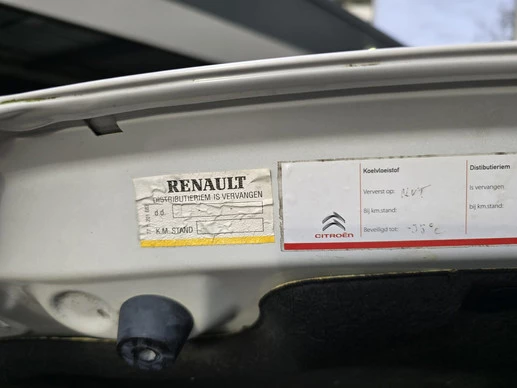 RENAULT
DISTRIBUTIERIEM IS VERVANGEN
d.d.
K.M. STAND
CITROËN
Koelvloeistof
Ververst op:
Bij km.stand:
Beveiligd tot: -35°C
Distributieriem
Is vervangen
Bij km.stand: